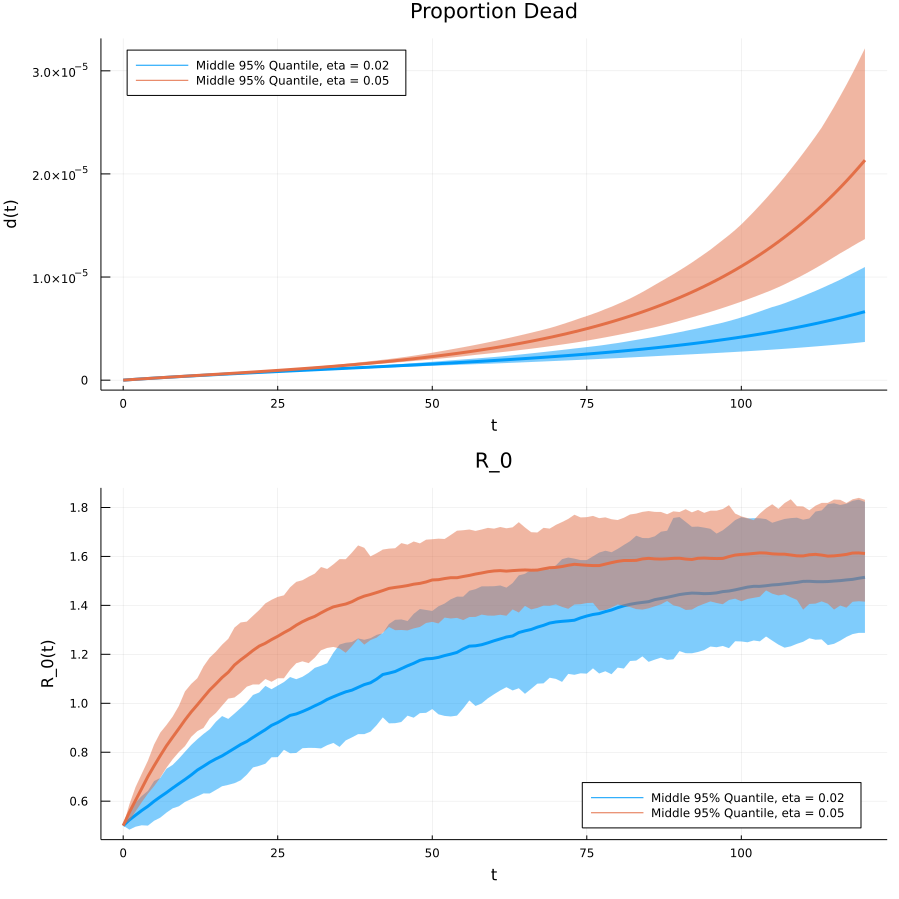 Proportion Dead
Middle 95% Quantile, eta = 0.02
Middle 95% Quantile, eta = 0.05
3.0×10⁻⁵
2.0×10⁻⁵
1.0×10⁻⁵
0
d(t)
0 25 50 75 100
t
R_0
1.8
1.6
1.4
1.2
1.0
0.8
0.6
R_0(t)
Middle 95% Quantile, eta = 0.02
Middle 95% Quantile, eta = 0.05
0 25 50 75 100
t